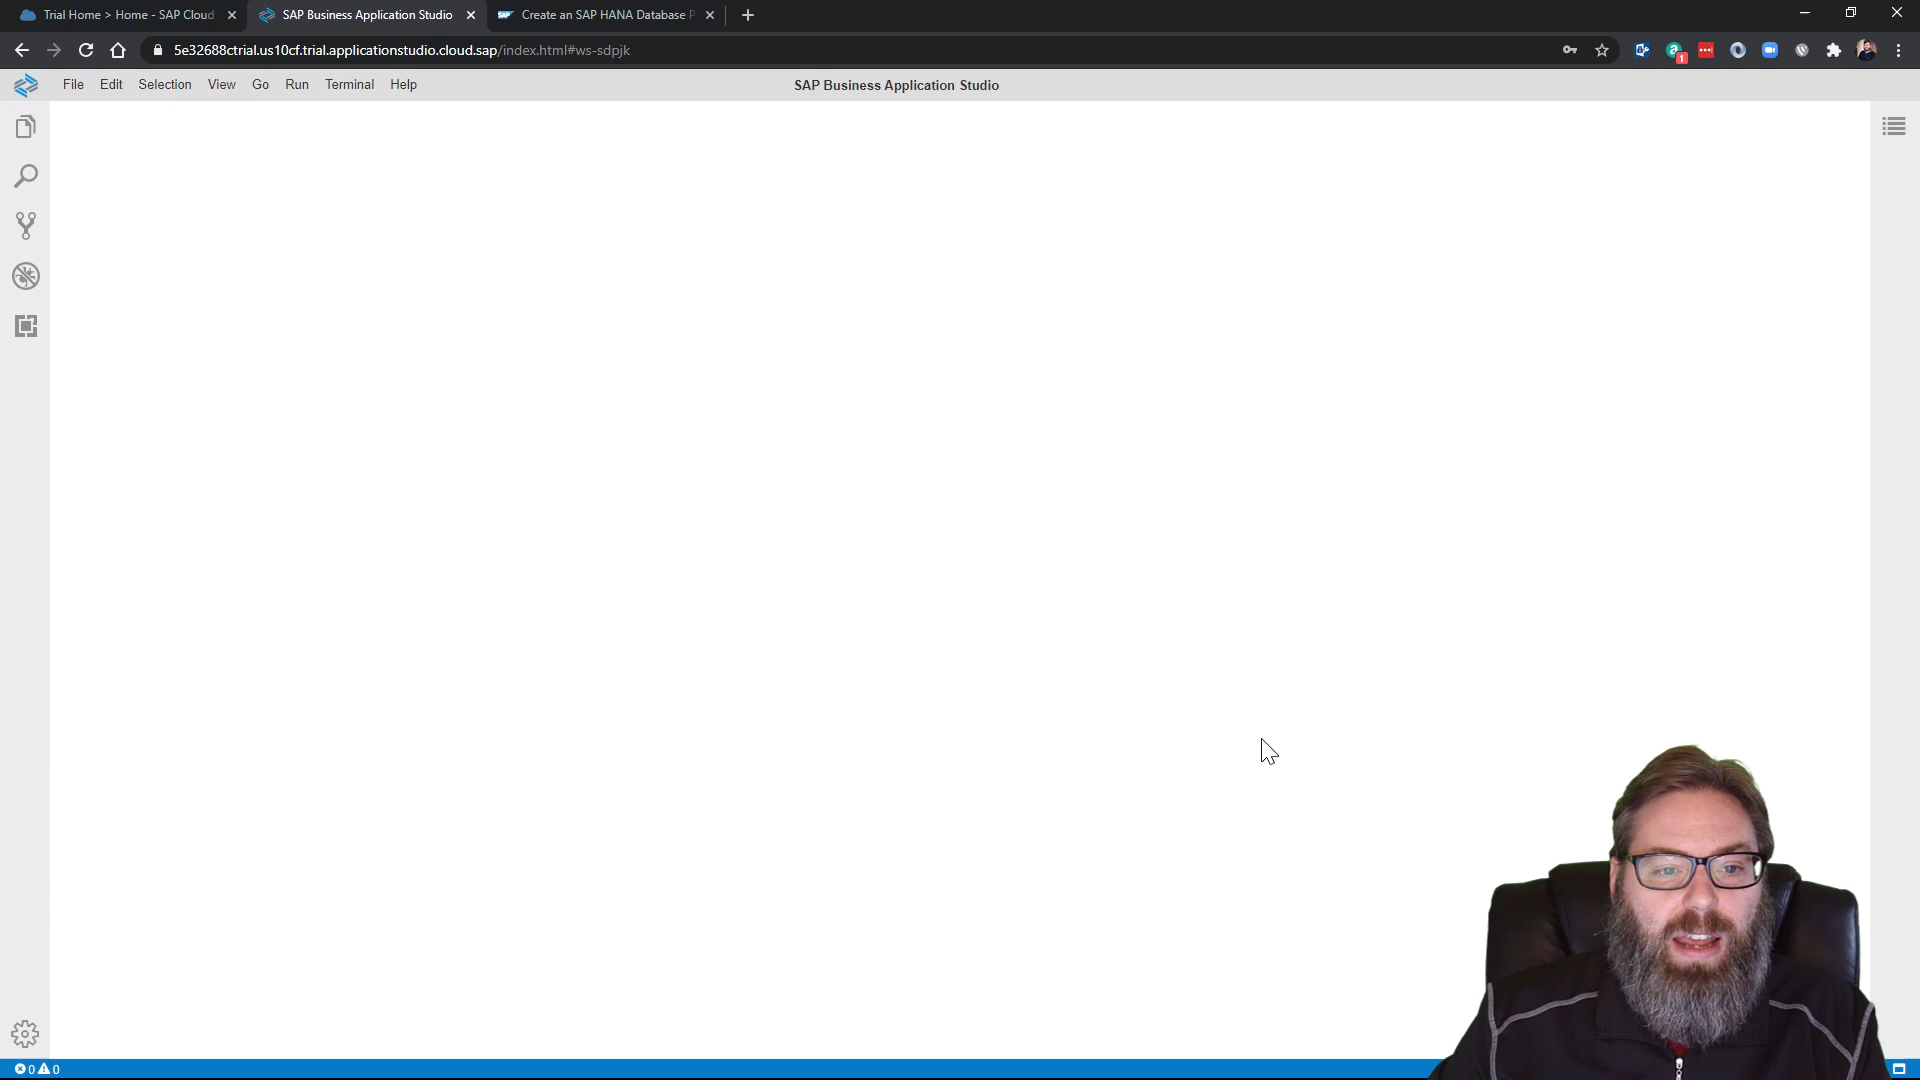 Trial Home > Home - SAP Cloud
SAP Business Application Studio
Create an SAP HANA Database P
5e32688ctrial.us10cf.trial.applicationstudio.cloud.sap/index.html#ws-sdpjk
1
File Edit Selection View Go Run Terminal Help
SAP Business Application Studio
0 0